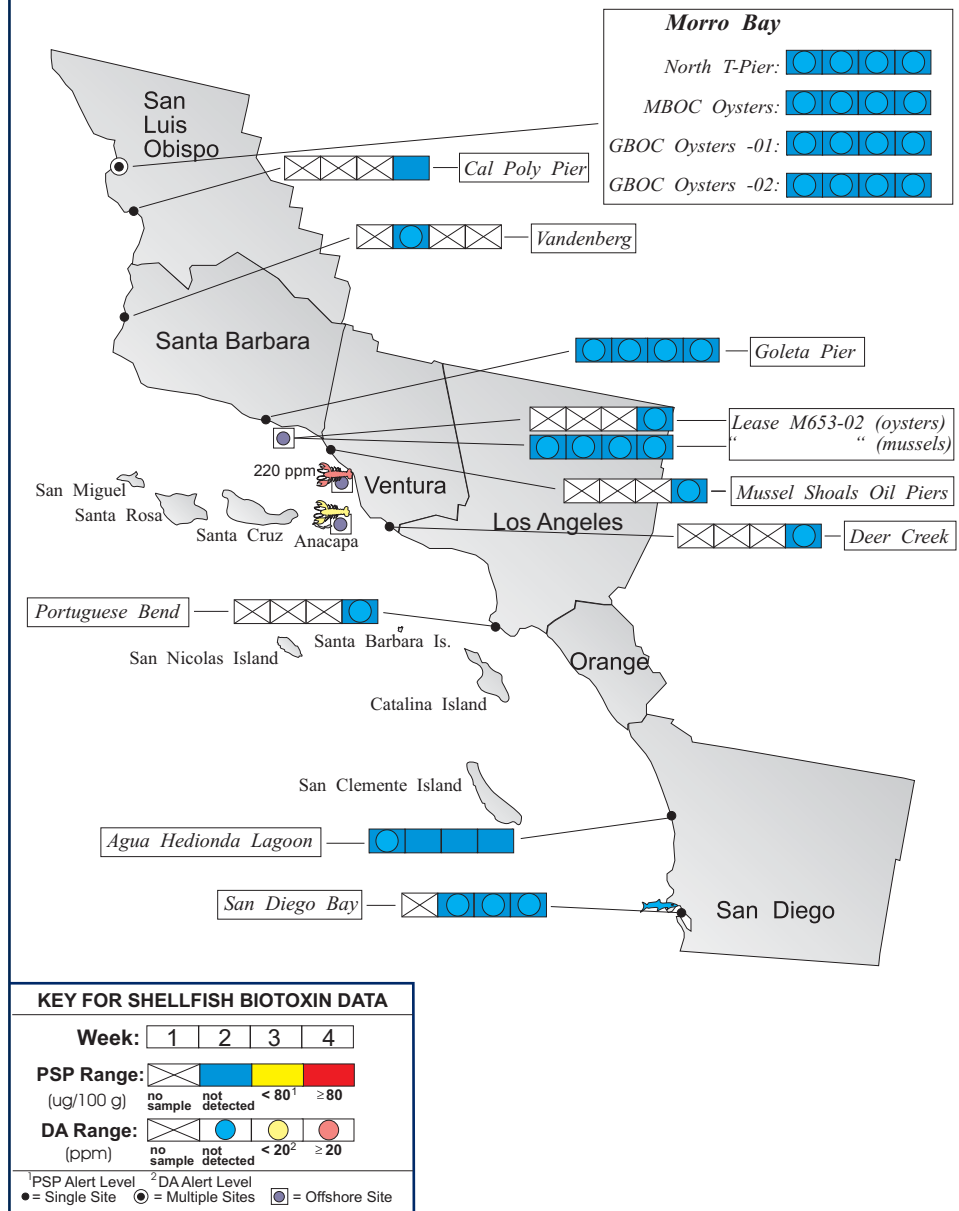 Morro Bay
North T-Pier:
MBOC Oysters:
GBOC Oysters -01:
GBOC Oysters -02:
San
Luis
Obispo
Cal Poly Pier
Vandenberg
Santa Barbara
Goleta Pier
Lease M653-02 (oysters)
“ “ (mussels)
220 ppm
Ventura
Mussel Shoals Oil Piers
San Miguel
Santa Rosa
Santa Cruz
Anacapa
Los Angeles
Deer Creek
Portuguese Bend
Santa Barbara Is.
San Nicolas Island
Orange
Catalina Island
San Clemente Island
Agua Hedionda Lagoon
San Diego Bay
San Diego
KEY FOR SHELLFISH BIOTOXIN DATA
Week: 1 2 3 4
PSP Range:
(ug/100 g) no sample not detected < 80¹ ≥80
DA Range:
(ppm) no sample not detected < 20² ≥ 20
¹PSP Alert Level ²DA Alert Level
= Single Site = Multiple Sites = Offshore Site